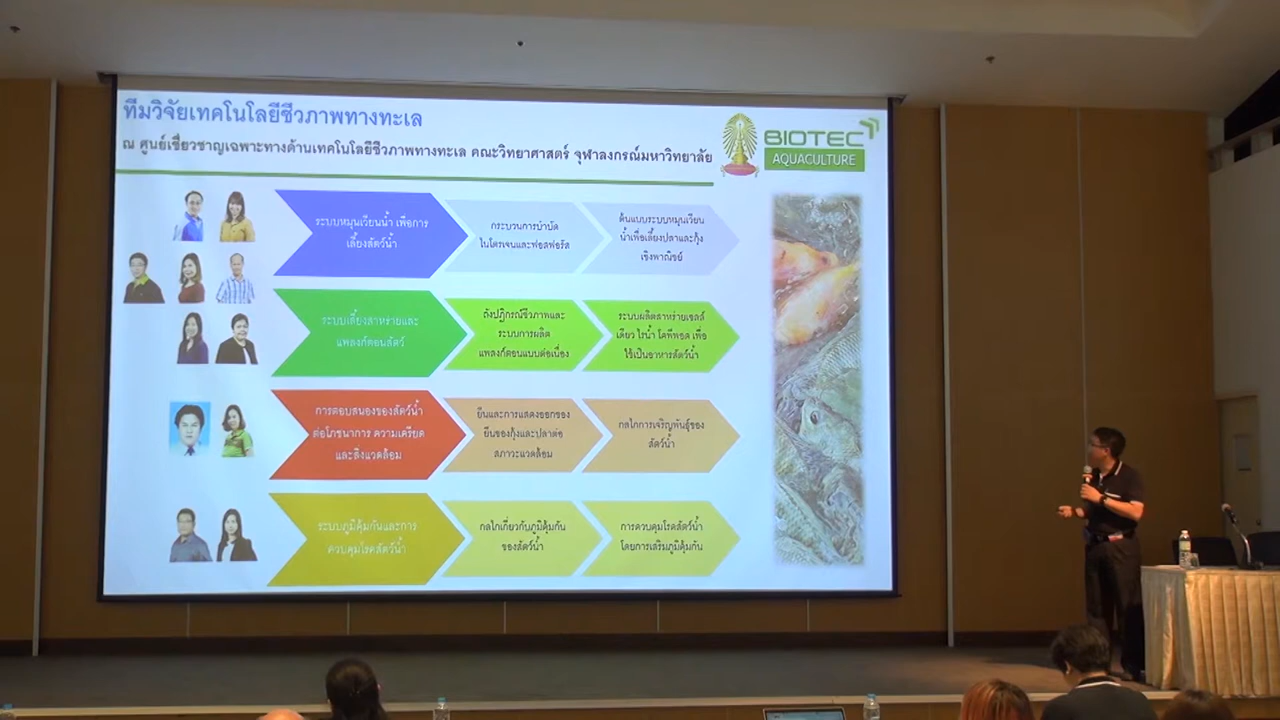 ทีมวิจัยเทคโนโลยีชีวภาพทางทะเล
ณ ศูนย์เชี่ยวชาญเฉพาะทางด้านเทคโนโลยีชีวภาพทางทะเล คณะวิทยาศาสตร์ จุฬาลงกรณ์มหาวิทยาลัย
BIOTEC
AQUACULTURE
ระบบหมุนเวียนน้ำ เพื่อการ
เลี้ยงสัตว์น้ำ
กระบวนการบำบัด
ไนโตรเจนและฟอสฟอรัส
ต้นแบบระบบหมุนเวียน
น้ำเพื่อเลี้ยงปลาและกุ้ง
เชิงพาณิชย์
ระบบเลี้ยงสาหร่ายและ
แพลงก์ตอนสัตว์
ถังปฏิกรณ์ชีวภาพและ
ระบบการผลิต
แพลงก์ตอนแบบต่อเนื่อง
ระบบผลิตสาหร่ายเซลล์
เดียว ไรน้ำ โคพีพอด เพื่อ
ใช้เป็นอาหารสัตว์น้ำ
การตอบสนองของสัตว์น้ำ
ต่อโภชนาการ ความเครียด
และสิ่งแวดล้อม
ยีนและการแสดงออกของ
ยีนของกุ้งและปลาต่อ
สภาวะแวดล้อม
กลไกการเจริญพันธุ์ของ
สัตว์น้ำ
ระบบภูมิคุ้มกันและการ
ควบคุมโรคสัตว์น้ำ
กลไกเกี่ยวกับภูมิคุ้มกัน
ของสัตว์น้ำ
การควบคุมโรคสัตว์น้ำ
โดยการเสริมภูมิคุ้มกัน